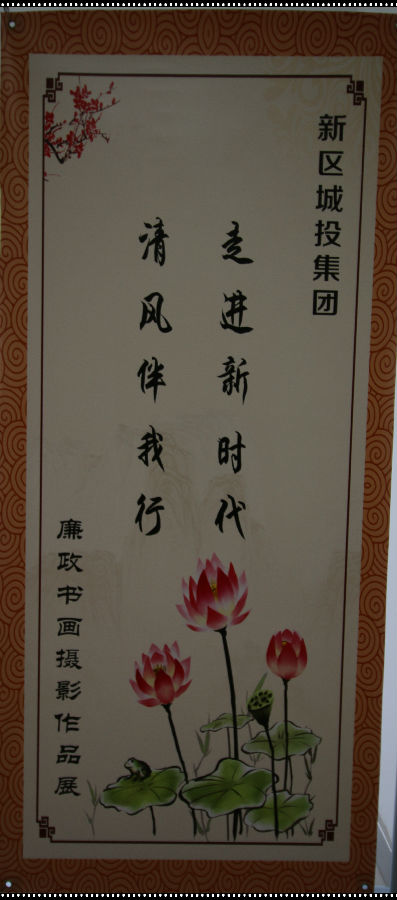 新区城投集团
走进新时代
清风伴我行
廉政书画摄影作品展